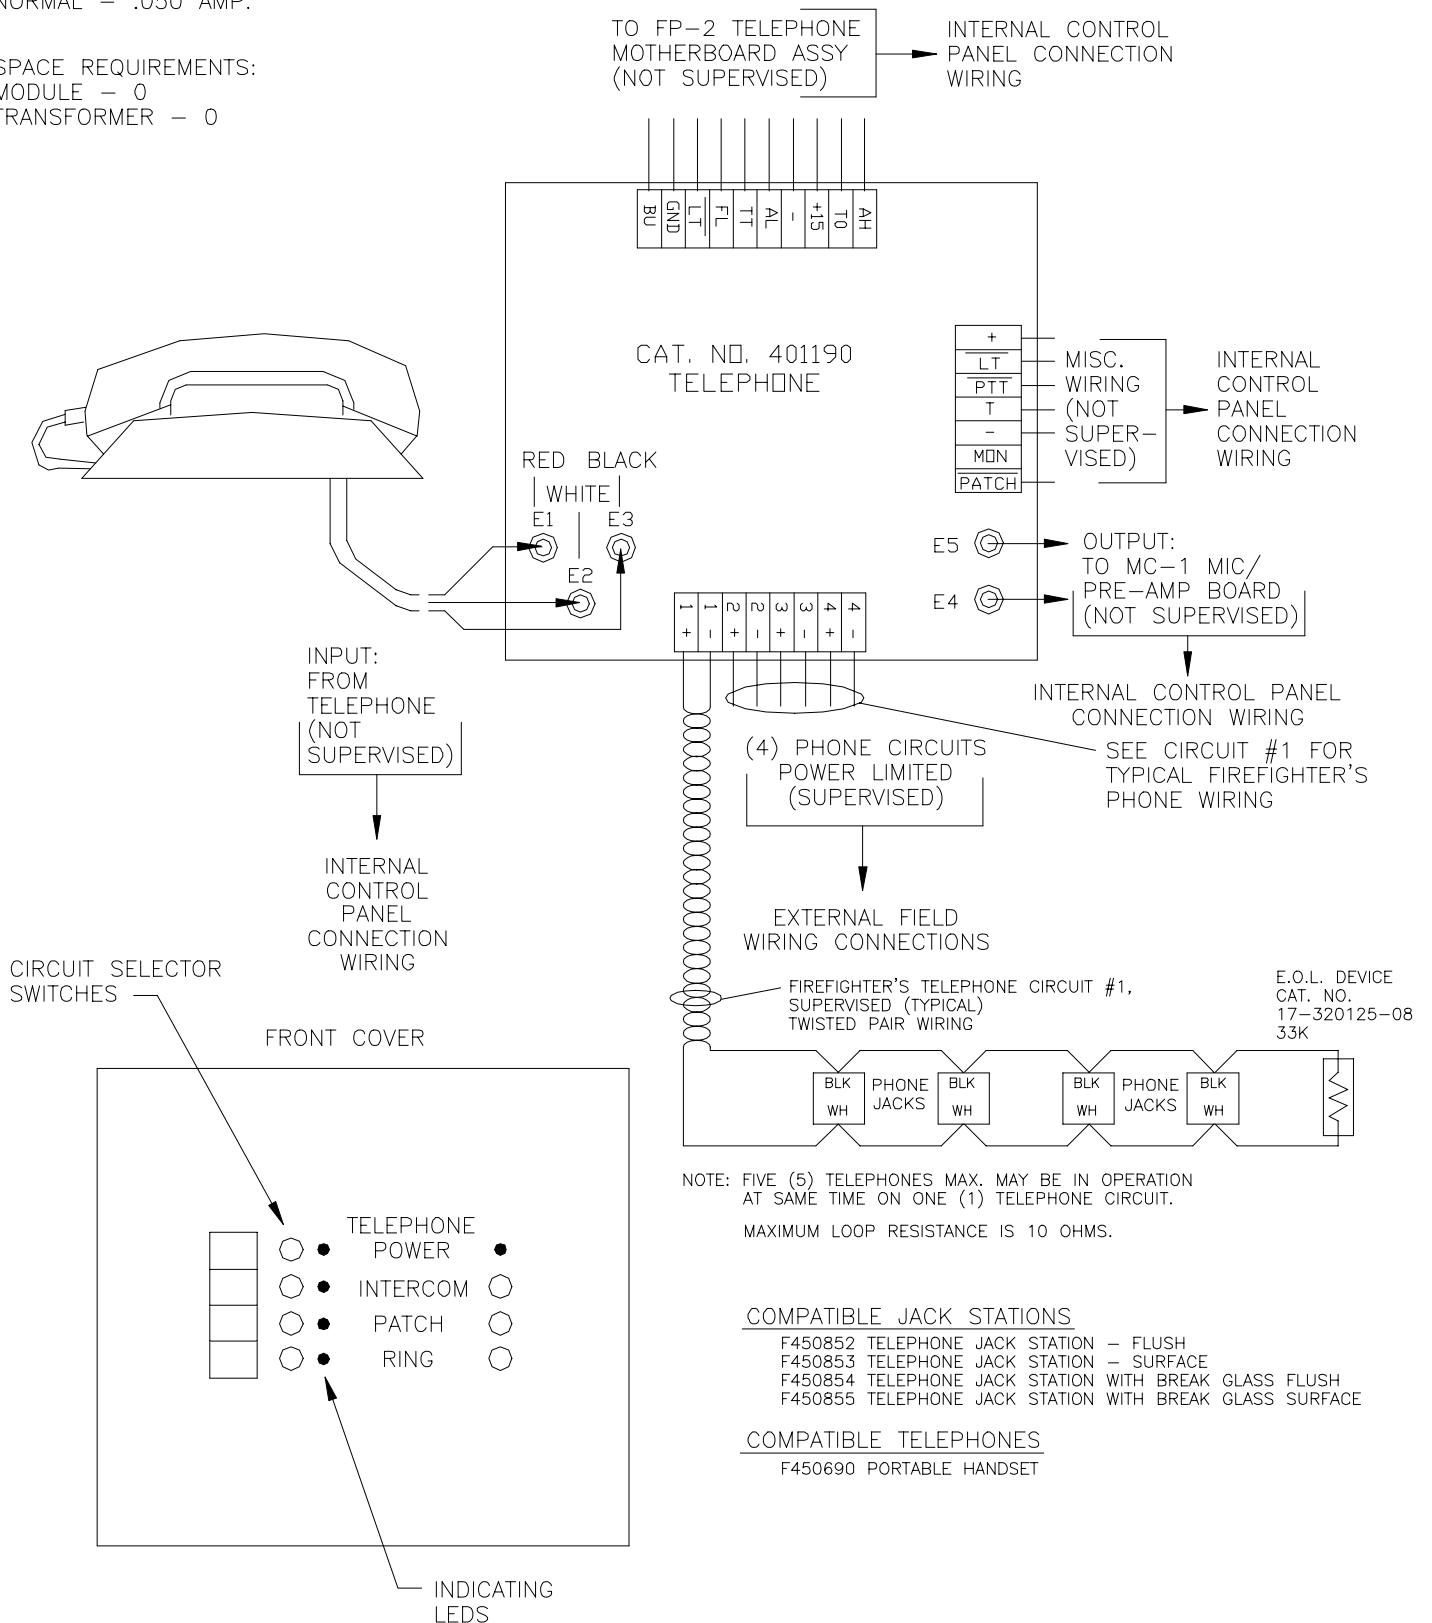 NORMAL – .050 AMP.
SPACE REQUIREMENTS:
MODULE – 0
TRANSFORMER – 0
TO FP–2 TELEPHONE
MOTHERBOARD ASSY
(NOT SUPERVISED)
INTERNAL CONTROL
PANEL CONNECTION
WIRING
BU GND LT FL TT AL - +15 TO AH
CAT. NO. 401190
TELEPHONE
+
LT
PTT
T
-
MON
PATCH
MISC.
WIRING
(NOT
SUPER–
VISED)
INTERNAL
CONTROL
PANEL
CONNECTION
WIRING
RED BLACK
WHITE
E1 E3
E2
E5
E4
OUTPUT:
TO MC–1 MIC/
PRE–AMP BOARD
(NOT SUPERVISED)
INTERNAL CONTROL PANEL
CONNECTION WIRING
1 1 2 2 3 3 4 4
+ - + - + - + -
INPUT:
FROM
TELEPHONE
(NOT
SUPERVISED)
INTERNAL
CONTROL
PANEL
CONNECTION
WIRING
(4) PHONE CIRCUITS
POWER LIMITED
(SUPERVISED)
SEE CIRCUIT #1 FOR
TYPICAL FIREFIGHTER'S
PHONE WIRING
EXTERNAL FIELD
WIRING CONNECTIONS
FIREFIGHTER'S TELEPHONE CIRCUIT #1,
SUPERVISED (TYPICAL)
TWISTED PAIR WIRING
E.O.L. DEVICE
CAT. NO.
17–320125–08
33K
BLK
WH
PHONE
JACKS
BLK
WH
BLK
WH
PHONE
JACKS
BLK
WH
NOTE: FIVE (5) TELEPHONES MAX. MAY BE IN OPERATION
AT SAME TIME ON ONE (1) TELEPHONE CIRCUIT.
MAXIMUM LOOP RESISTANCE IS 10 OHMS.
CIRCUIT SELECTOR
SWITCHES
FRONT COVER
TELEPHONE
POWER
INTERCOM
PATCH
RING
INDICATING
LEDS
COMPATIBLE JACK STATIONS
F450852 TELEPHONE JACK STATION – FLUSH
F450853 TELEPHONE JACK STATION – SURFACE
F450854 TELEPHONE JACK STATION WITH BREAK GLASS FLUSH
F450855 TELEPHONE JACK STATION WITH BREAK GLASS SURFACE
COMPATIBLE TELEPHONES
F450690 PORTABLE HANDSET